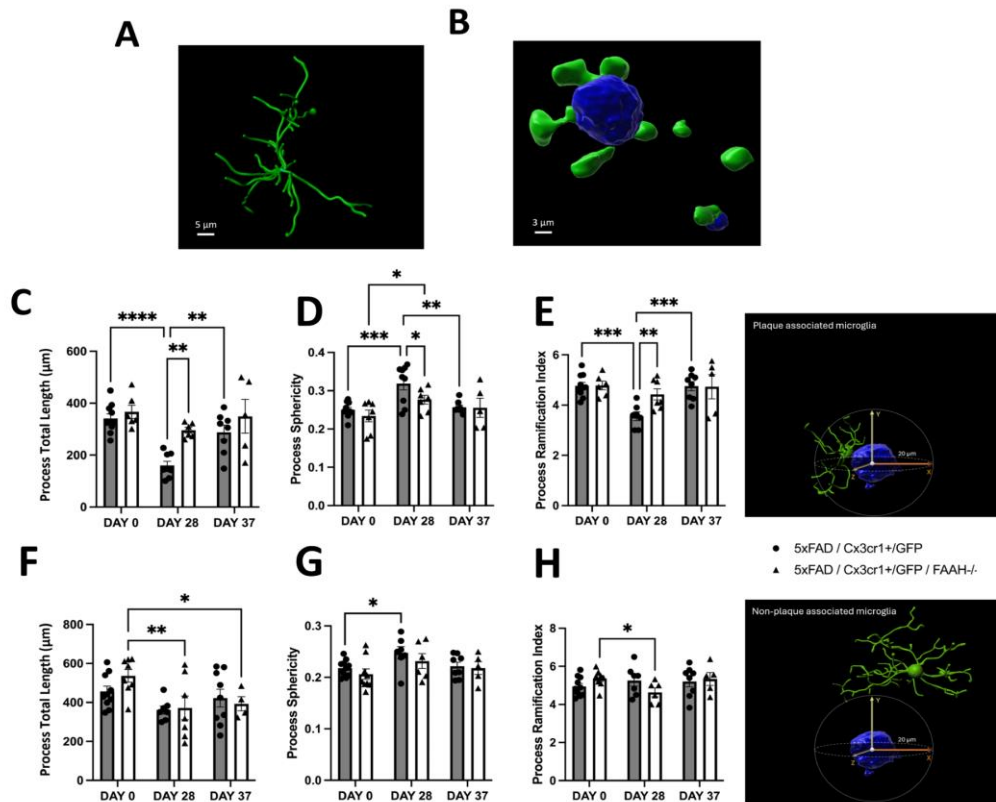 A
B
5 µm
3 µm
C
D
E
**** **
**
Process Total Length (µm)
600
400
200
0
DAY 0 DAY 28 DAY 37
*
**
*** *
Process Sphericity
0.4
0.3
0.2
0.1
0.0
DAY 0 DAY 28 DAY 37
***
*** **
Process Ramification Index
6
4
2
0
DAY 0 DAY 28 DAY 37
Plaque associated microglia
Y
20 µm
Z
X
5xFAD / Cx3cr1+/GFP
5xFAD / Cx3cr1+/GFP / FAAH-/-
F
G
H
*
**
Process Total Length (µm)
800
600
400
200
0
DAY 0 DAY 28 DAY 37
*
Process Sphericity
0.3
0.2
0.1
0.0
DAY 0 DAY 28 DAY 37
*
Process Ramification Index
8
6
4
2
0
DAY 0 DAY 28 DAY 37
Non-plaque associated microglia
Y
20 µm
Z
X